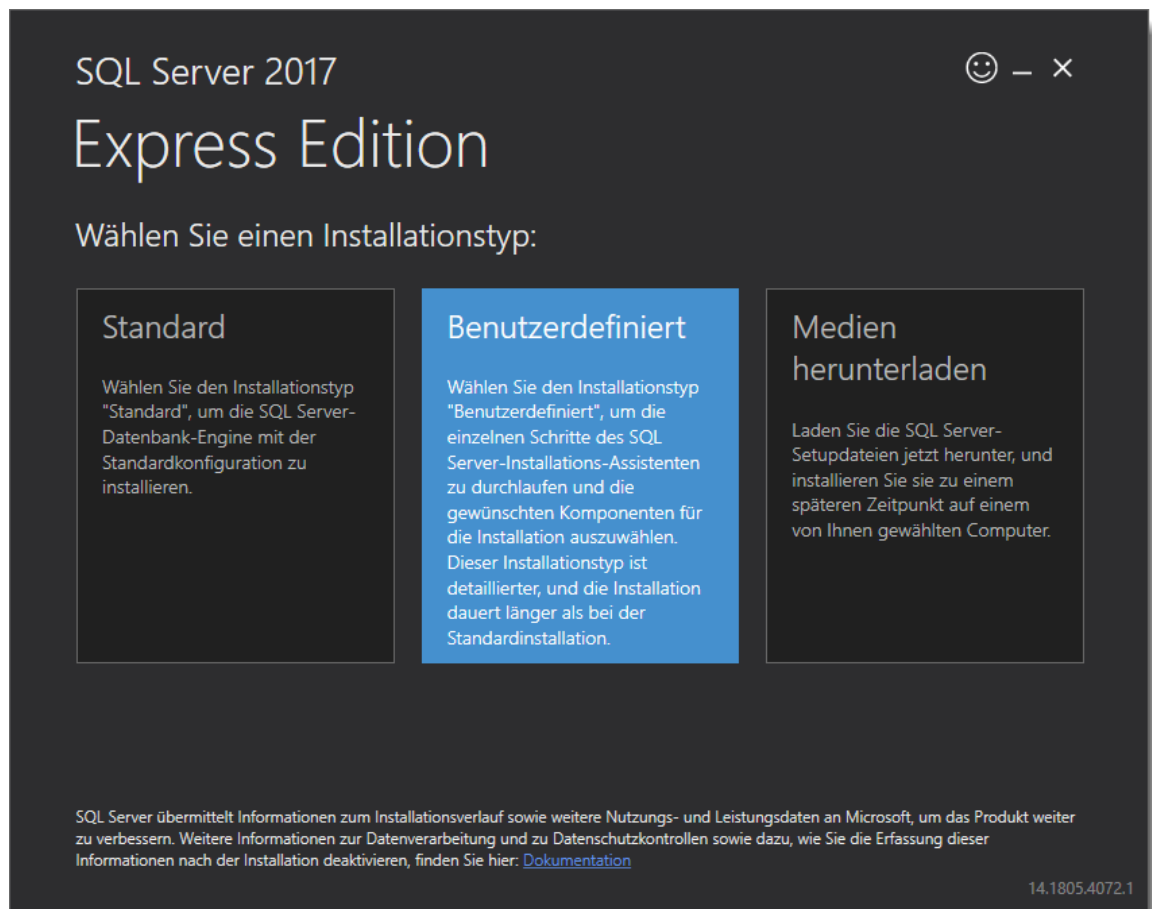 SQL Server 2017
Express Edition
Wählen Sie einen Installationstyp:
Standard
Wählen Sie den Installationstyp
"Standard", um die SQL Server-
Datenbank-Engine mit der
Standardkonfiguration zu
installieren.
Benutzerdefiniert
Wählen Sie den Installationstyp
"Benutzerdefiniert", um die
einzelnen Schritte des SQL
Server-Installations-Assistenten
zu durchlaufen und die
gewünschten Komponenten für
die Installation auszuwählen.
Dieser Installationstyp ist
detaillierter, und die Installation
dauert länger als bei der
Standardinstallation.
Medien
herunterladen
Laden Sie die SQL Server-
Setupdateien jetzt herunter, und
installieren Sie sie zu einem
späteren Zeitpunkt auf einem
von Ihnen gewählten Computer.
SQL Server übermittelt Informationen zum Installationsverlauf sowie weitere Nutzungs- und Leistungsdaten an Microsoft, um das Produkt weiter
zu verbessern. Weitere Informationen zur Datenverarbeitung und zu Datenschutzkontrollen sowie dazu, wie Sie die Erfassung dieser
Informationen nach der Installation deaktivieren, finden Sie hier: Dokumentation
14.1805.4072.1